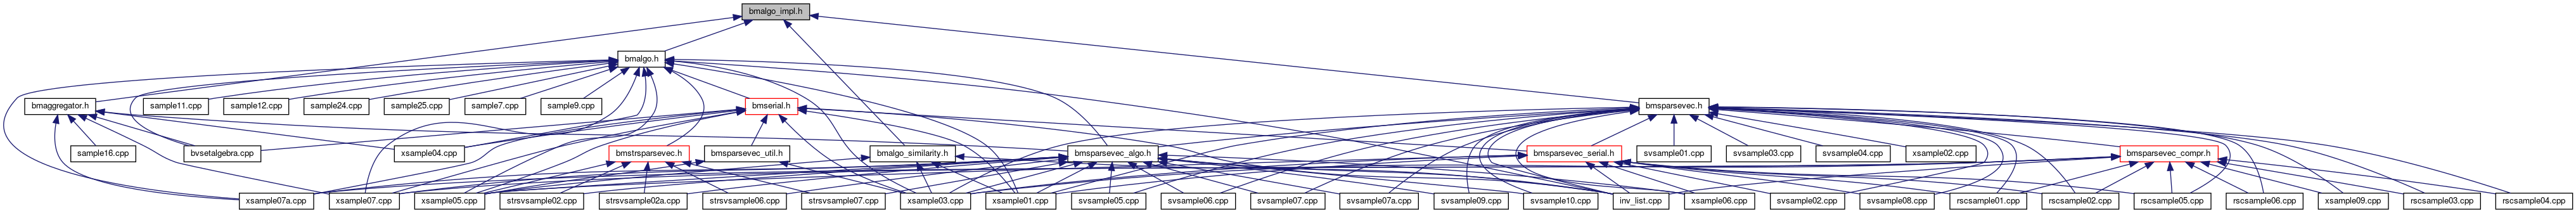 bmalgo_impl.h
bmalgo.h
bmaggregator.h
sample11.cpp
sample12.cpp
sample24.cpp
sample25.cpp
sample7.cpp
sample9.cpp
bmserial.h
bmsparsevec.h
sample16.cpp
bvsetalgebra.cpp
xsample04.cpp
bmstrsparsevec.h
bmsparsevec_util.h
bmalgo_similarity.h
bmsparsevec_algo.h
bmsparsevec_serial.h
svsample01.cpp
svsample03.cpp
svsample04.cpp
xsample02.cpp
bmsparsevec_compr.h
xsample07a.cpp
xsample07.cpp
xsample05.cpp
strsvsample02.cpp
strsvsample02a.cpp
strsvsample06.cpp
strsvsample07.cpp
xsample03.cpp
xsample01.cpp
svsample05.cpp
svsample06.cpp
svsample07.cpp
svsample07a.cpp
svsample09.cpp
svsample10.cpp
inv_list.cpp
xsample06.cpp
svsample02.cpp
svsample08.cpp
rscsample01.cpp
rscsample02.cpp
rscsample05.cpp
rscsample06.cpp
xsample09.cpp
rscsample03.cpp
rscsample04.cpp